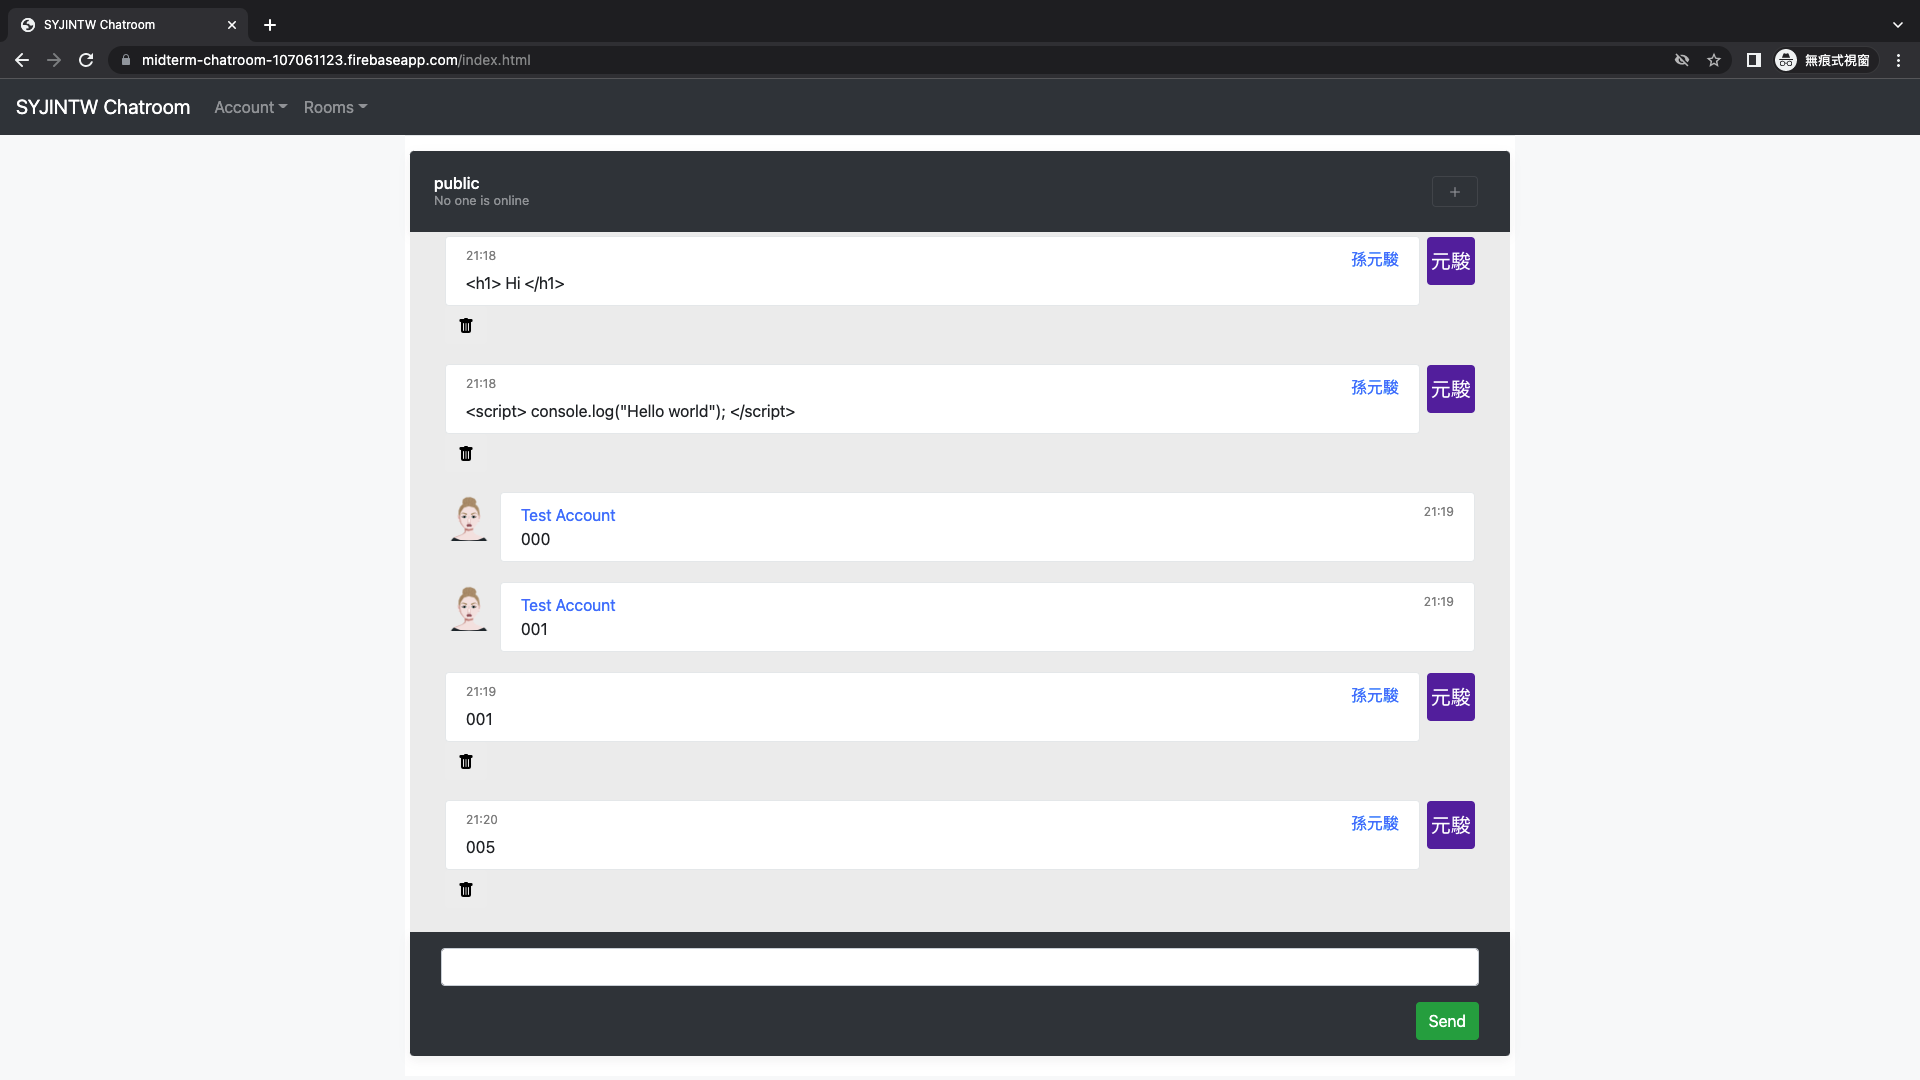 SYJINTW Chatroom
midterm-chatroom-107061123.firebaseapp.com/index.html
無痕式視窗
SYJINTW Chatroom Account Rooms
public
No one is online
21:18 孫元駿 元駿
<h1> Hi </h1>
21:18 孫元駿 元駿
<script> console.log("Hello world"); </script>
Test Account 21:19
000
Test Account 21:19
001
21:19 孫元駿 元駿
001
21:20 孫元駿 元駿
005
Send